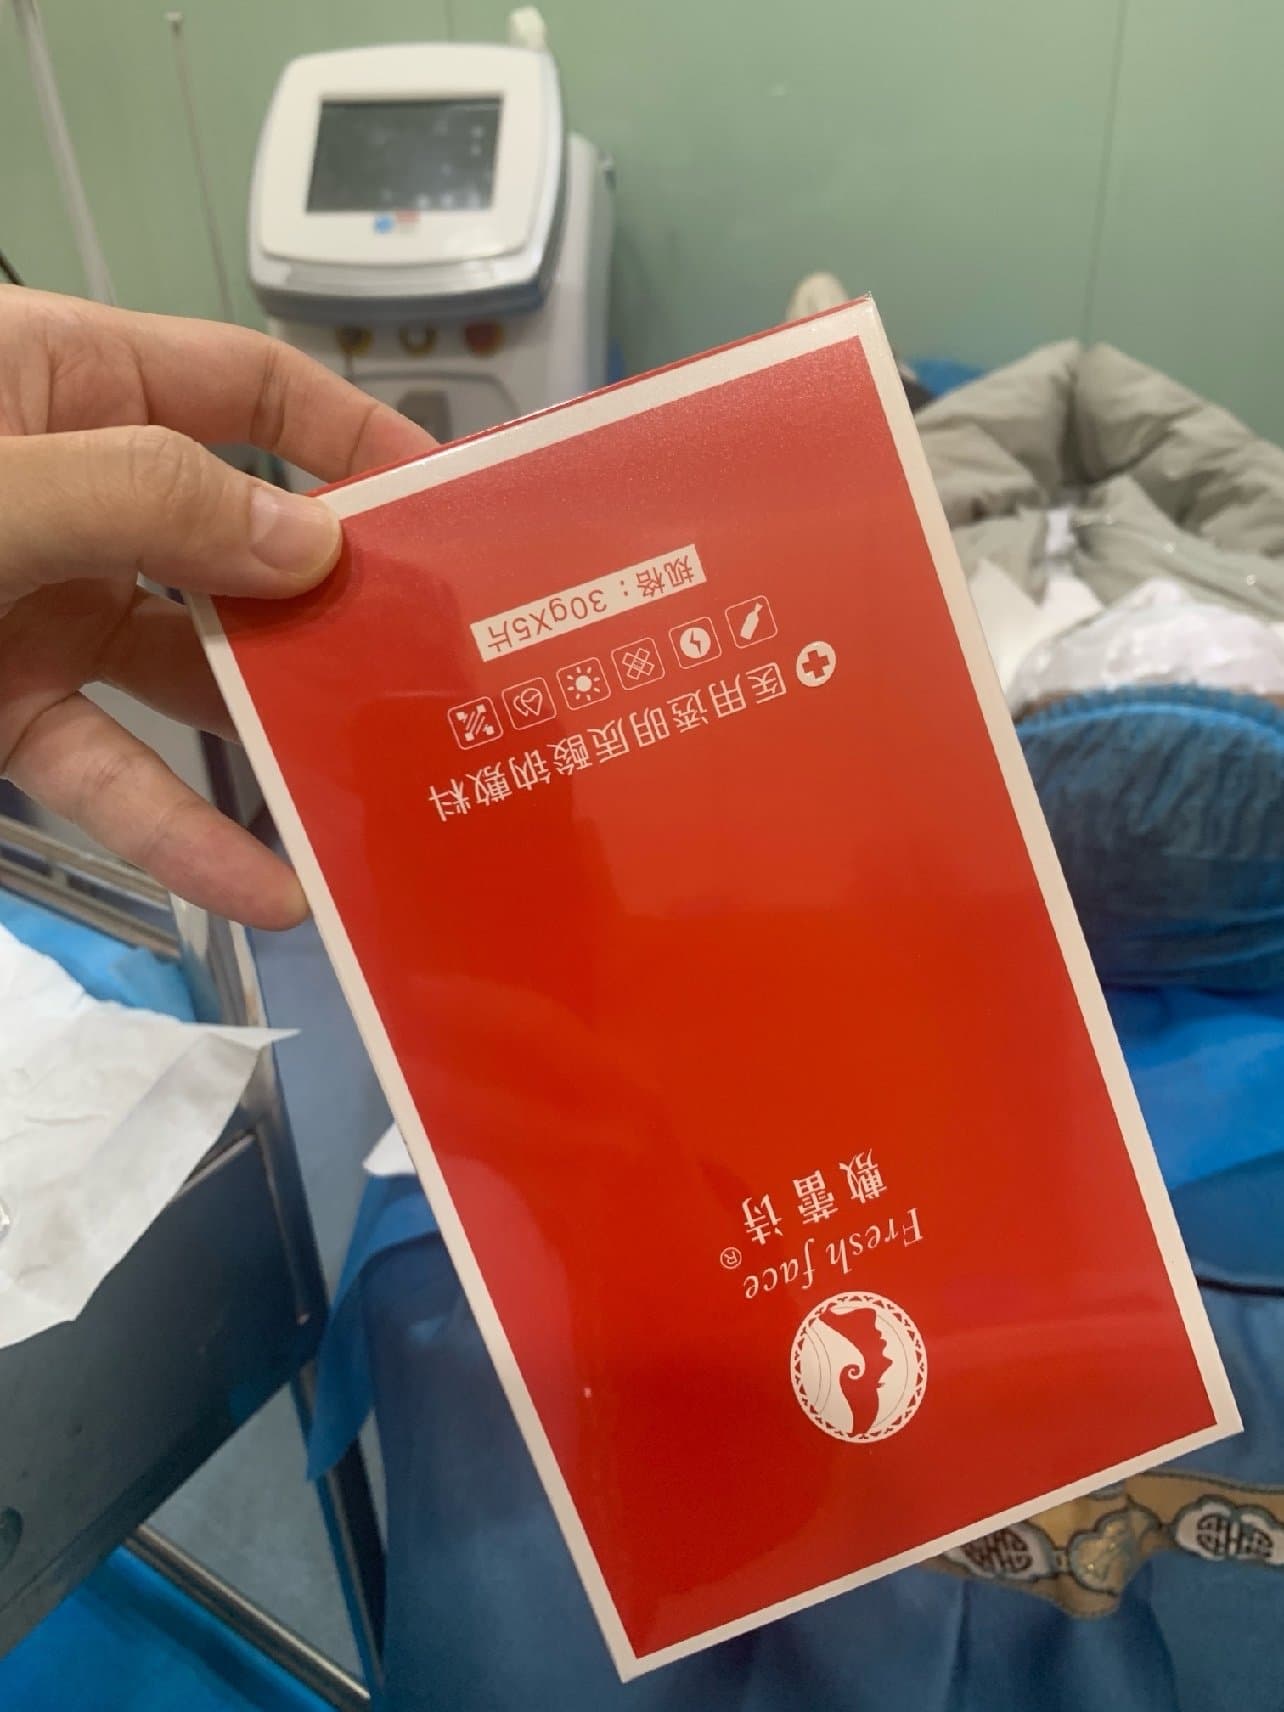 Fresh face®
敷蕾诗
医用透明质酸钠敷料
规格：30gX5片